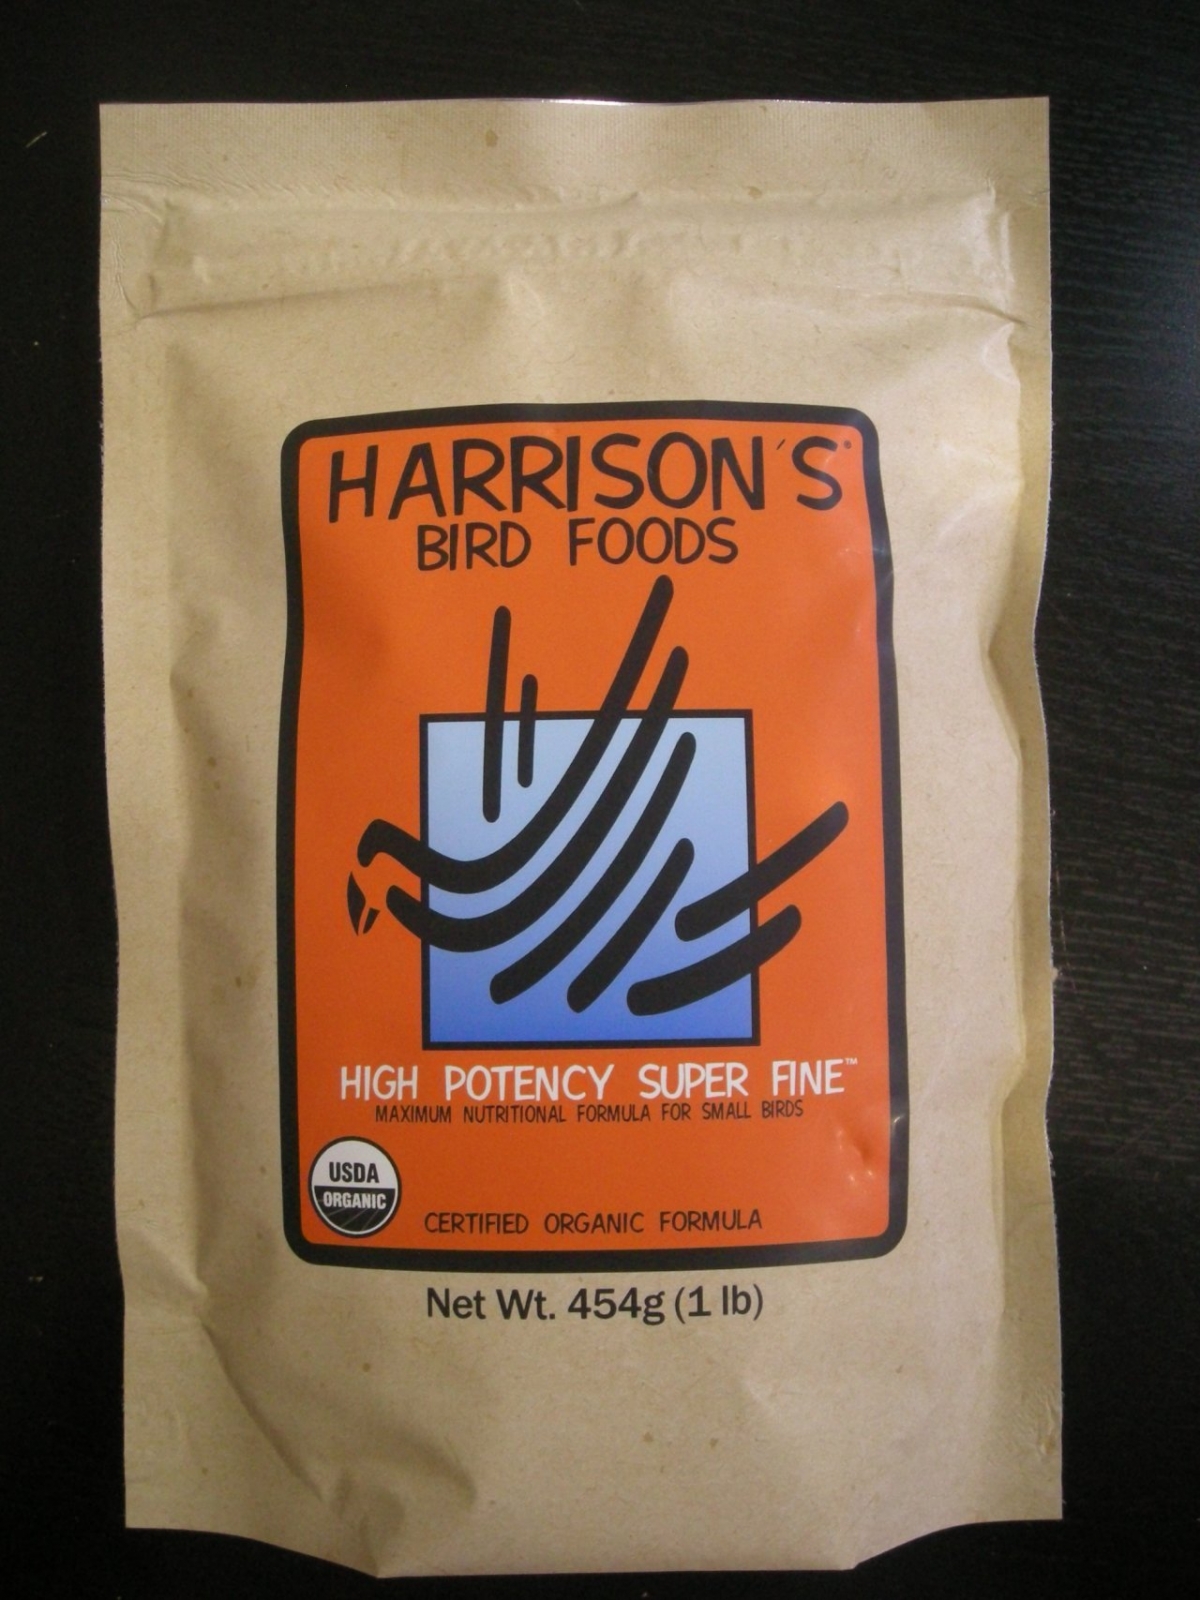 HARRISON'S®
BIRD FOODS
HIGH POTENCY SUPER FINE™
MAXIMUM NUTRITIONAL FORMULA FOR SMALL BIRDS
USDA
ORGANIC
CERTIFIED ORGANIC FORMULA
Net Wt. 454g (1 lb)